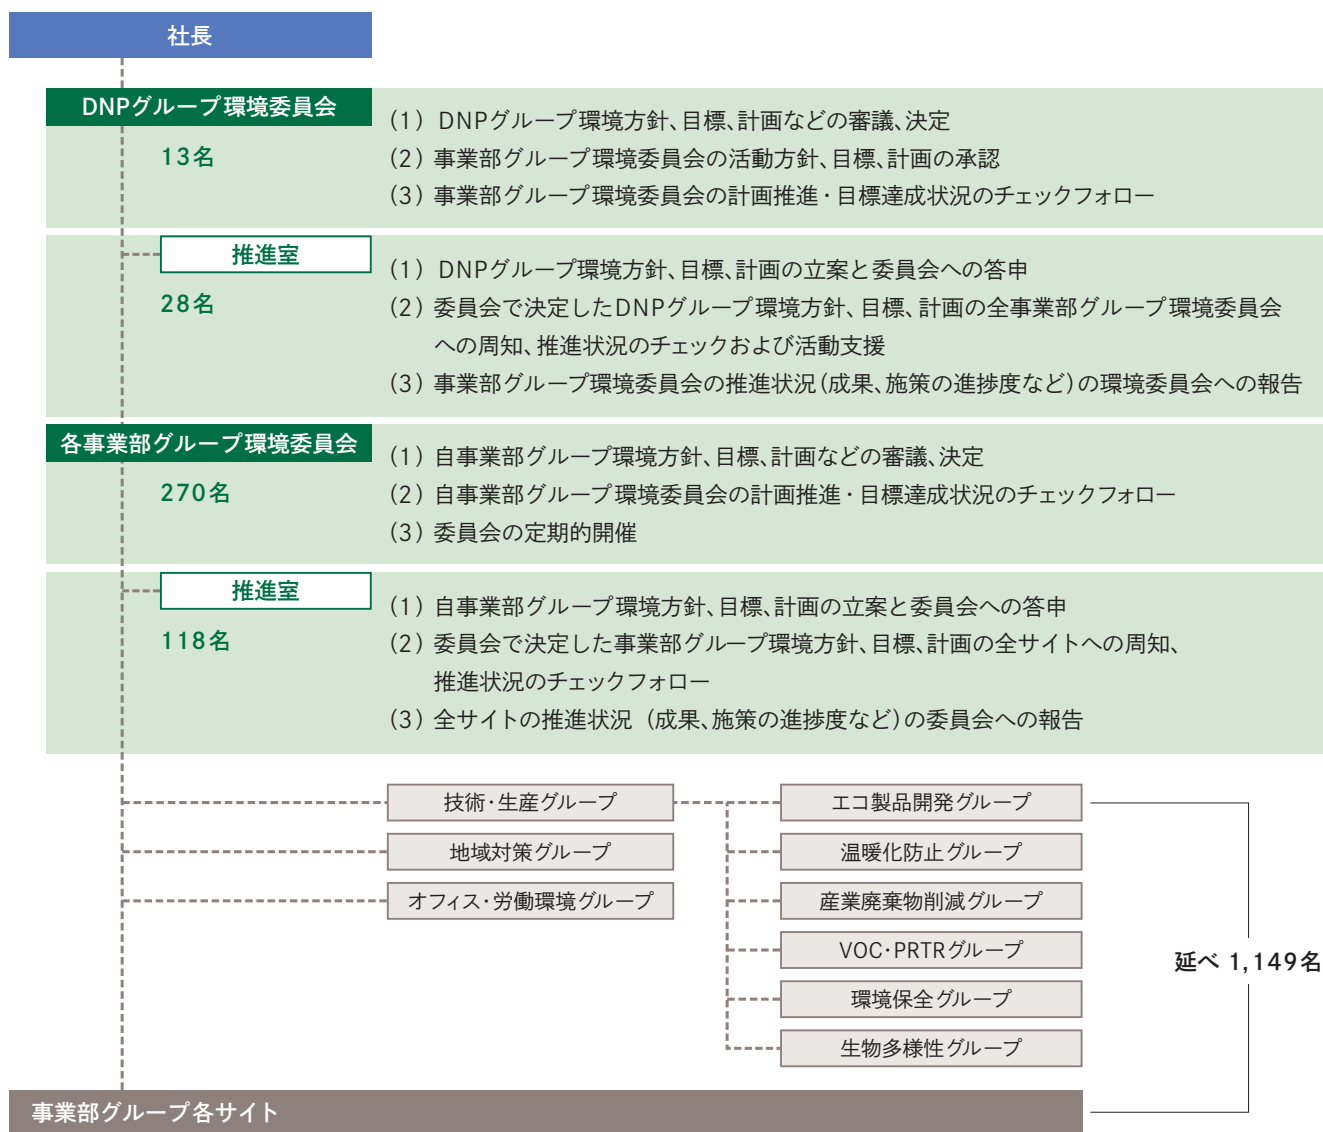 社長
DNPグループ環境委員会
13名
(1) DNPグループ環境方針、目標、計画などの審議、決定
(2) 事業部グループ環境委員会の活動方針、目標、計画の承認
(3) 事業部グループ環境委員会の計画推進・目標達成状況のチェックフォロー
推進室
28名
(1) DNPグループ環境方針、目標、計画の立案と委員会への答申
(2) 委員会で決定したDNPグループ環境方針、目標、計画の全事業部グループ環境委員会
への周知、推進状況のチェックおよび活動支援
(3) 事業部グループ環境委員会の推進状況(成果、施策の進捗度など)の環境委員会への報告
各事業部グループ環境委員会
270名
(1) 自事業部グループ環境方針、目標、計画などの審議、決定
(2) 自事業部グループ環境委員会の計画推進・目標達成状況のチェックフォロー
(3) 委員会の定期的開催
推進室
118名
(1) 自事業部グループ環境方針、目標、計画の立案と委員会への答申
(2) 委員会で決定した事業部グループ環境方針、目標、計画の全サイトへの周知、
推進状況のチェックフォロー
(3) 全サイトの推進状況 (成果、施策の進捗度など)の委員会への報告
技術・生産グループ
地域対策グループ
オフィス・労働環境グループ
エコ製品開発グループ
温暖化防止グループ
産業廃棄物削減グループ
VOC・PRTRグループ
環境保全グループ
生物多様性グループ
延べ 1,149名
事業部グループ各サイト